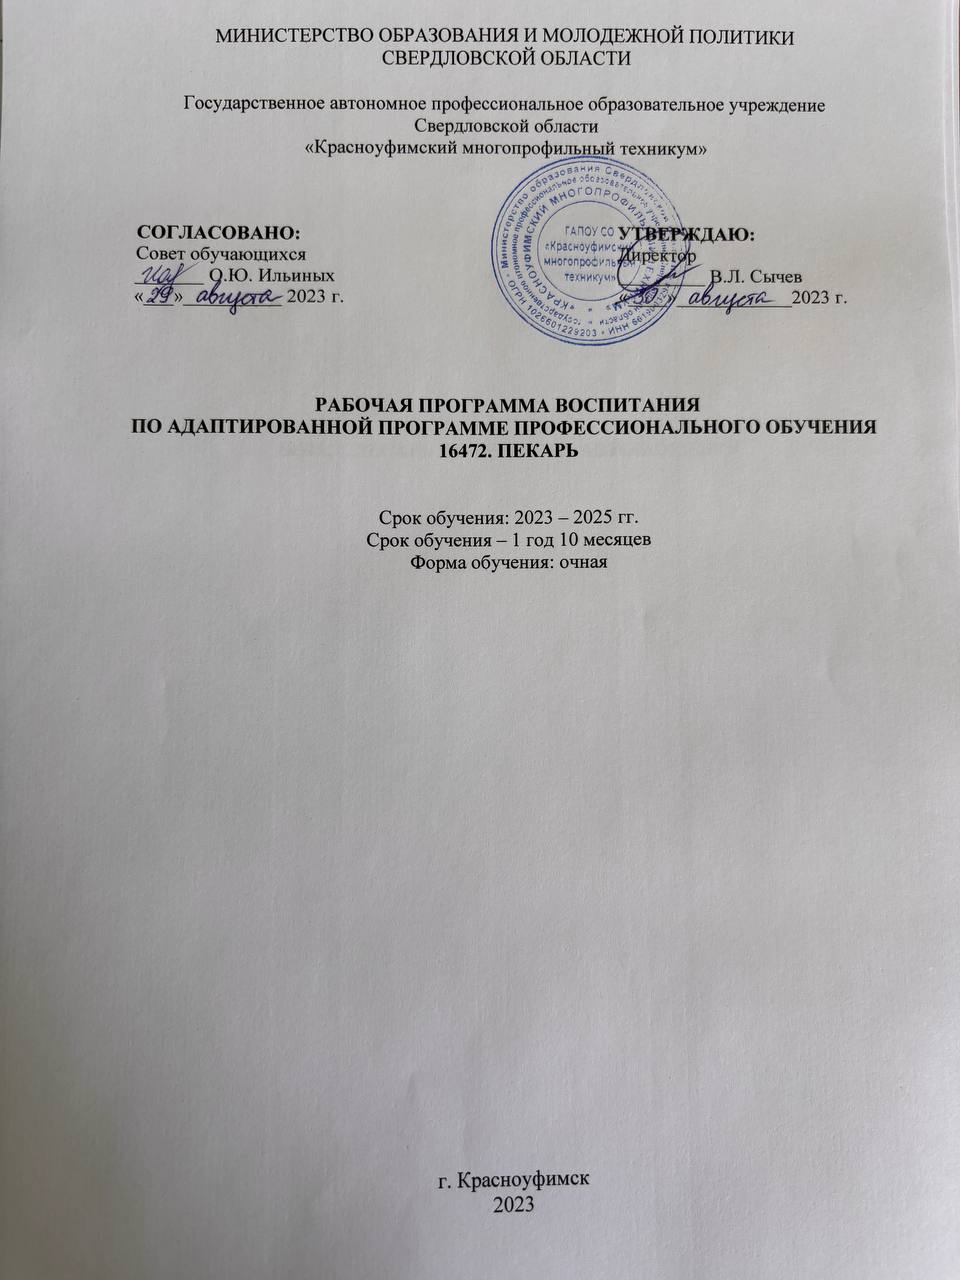 МИНИСТЕРСТВО ОБРАЗОВАНИЯ И МОЛОДЕЖНОЙ ПОЛИТИКИ
СВЕРДЛОВСКОЙ ОБЛАСТИ
Государственное автономное профессиональное образовательное учреждение
Свердловской области
«Красноуфимский многопрофильный техникум»
СОГЛАСОВАНО:
Совет обучающихся
О.Ю. Ильиных
«29» августа 2023 г.
УТВЕРЖДАЮ:
Директор
В.Л. Сычев
«30» августа 2023 г.
ГАПОУ СО
«Красноуфимский
многопрофильный
техникум»
ОГРН 1026601229203
РАБОЧАЯ ПРОГРАММА ВОСПИТАНИЯ
ПО АДАПТИРОВАННОЙ ПРОГРАММЕ ПРОФЕССИОНАЛЬНОГО ОБУЧЕНИЯ
16472. ПЕКАРЬ
Срок обучения: 2023 – 2025 гг.
Срок обучения – 1 год 10 месяцев
Форма обучения: очная
г. Красноуфимск
2023